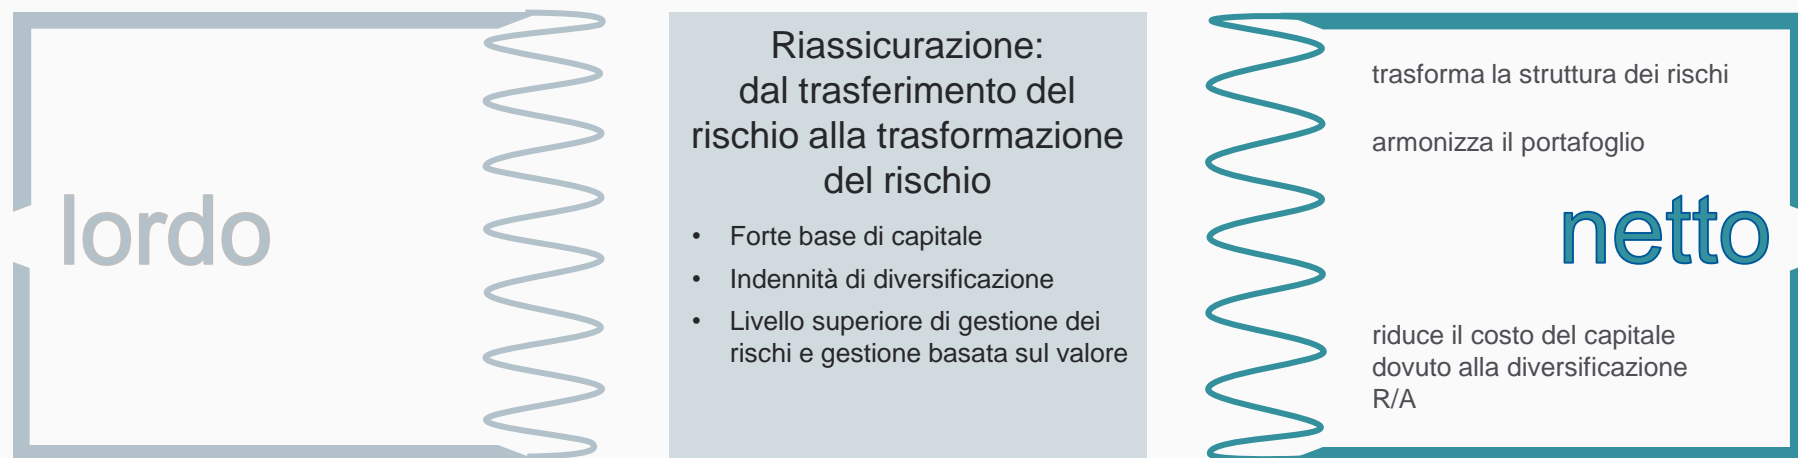 lordo
Riassicurazione:
dal trasferimento del
rischio alla trasformazione
del rischio
• Forte base di capitale
• Indennità di diversificazione
• Livello superiore di gestione dei
rischi e gestione basata sul valore
trasforma la struttura dei rischi
armonizza il portafoglio
netto
riduce il costo del capitale
dovuto alla diversificazione
R/A